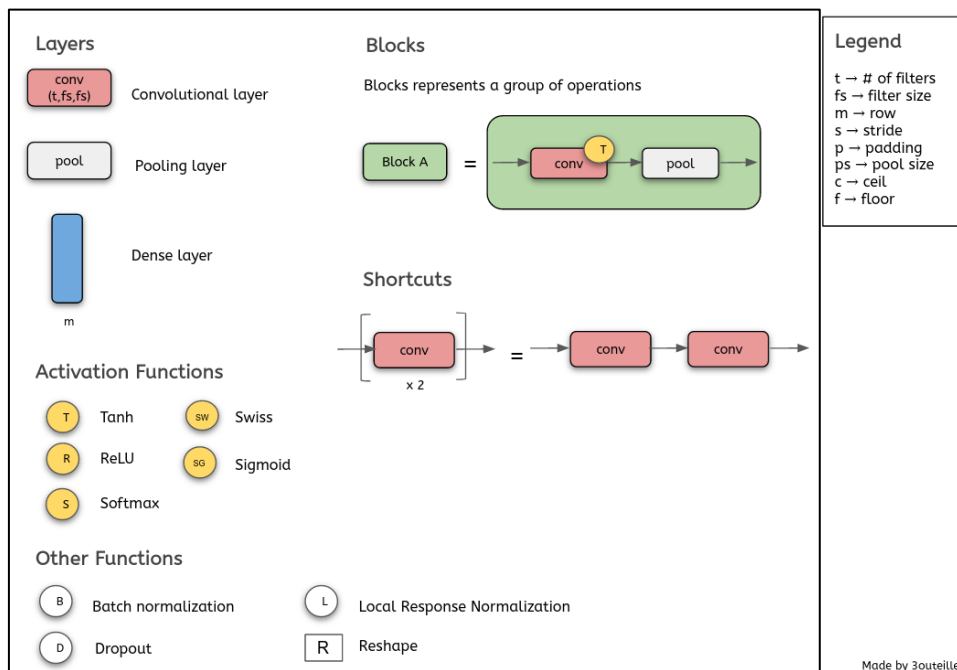 Layers
conv
(t,fs,fs)
Convolutional layer
pool
Pooling layer
Dense layer
m
Activation Functions
T
Tanh
SW
Swiss
R
ReLU
SG
Sigmoid
S
Softmax
Other Functions
B
Batch normalization
L
Local Response Normalization
D
Dropout
R
Reshape
Blocks
Blocks represents a group of operations
Block A
=
conv
T
pool
Shortcuts
conv
x 2
=
conv
conv
Legend
t → # of filters
fs → filter size
m → row
s → stride
p → padding
ps → pool size
c → ceil
f → floor
Made by 3outeille